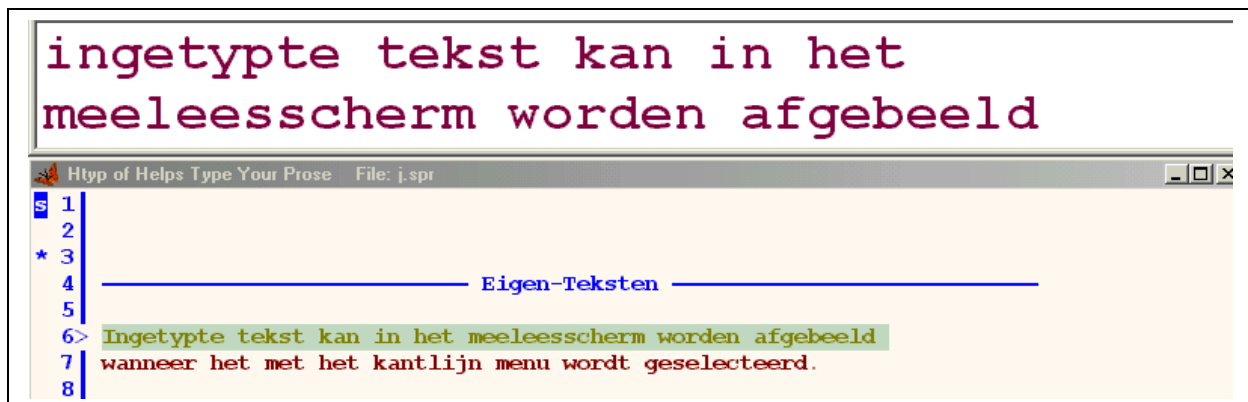 ingetypte tekst kan in het
meeleesscherm worden afgebeeld
Htyp of Helps Type Your Prose File: j.spr
s 1
2
* 3
4 Eigen-Teksten
5
6> Ingetypte tekst kan in het meeleesscherm worden afgebeeld
7 wanneer het met het kantlijn menu wordt geselecteerd.
8